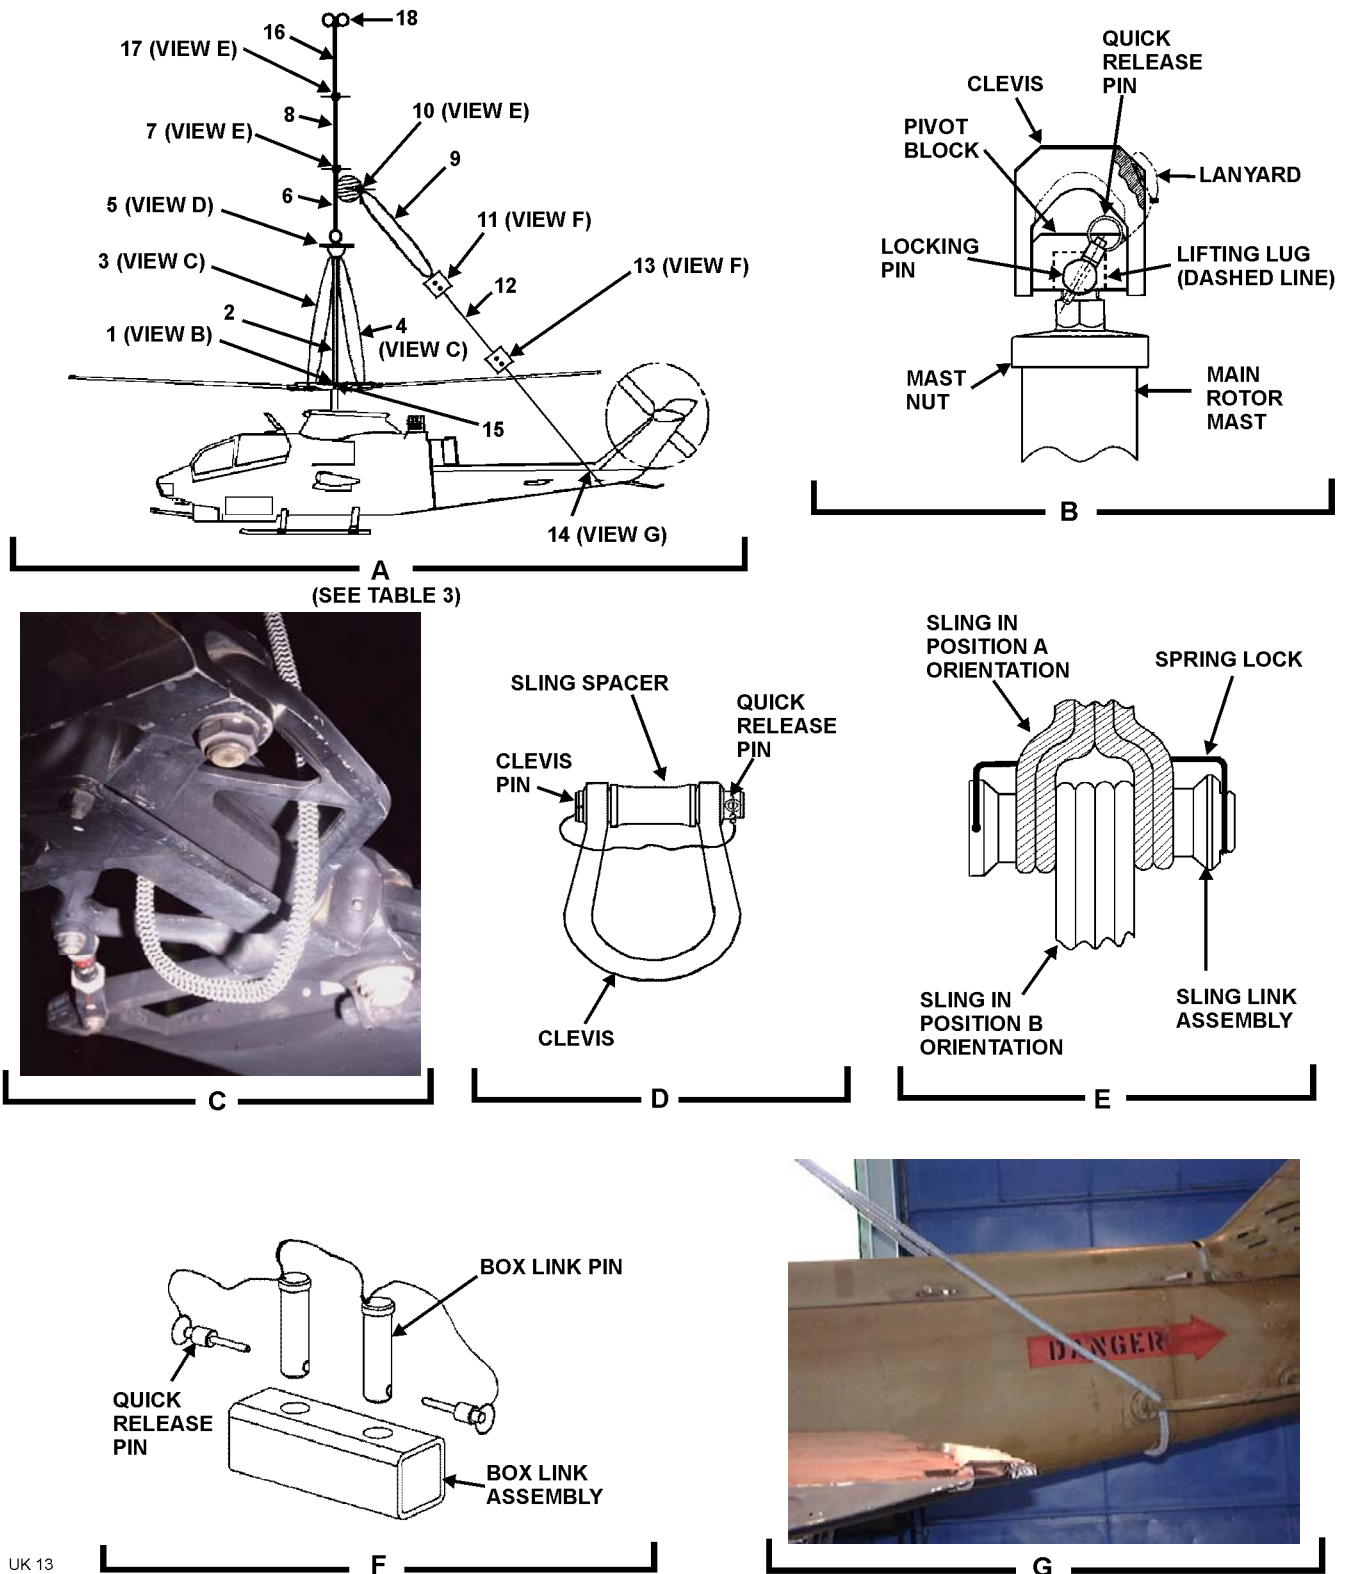 18
16
17 (VIEW E)
8
10 (VIEW E)
7 (VIEW E)
9
6
5 (VIEW D)
11 (VIEW F)
3 (VIEW C)
13 (VIEW F)
12
2
4
(VIEW C)
1 (VIEW B)
15
14 (VIEW G)
A
(SEE TABLE 3)
QUICK
RELEASE
PIN
CLEVIS
PIVOT
BLOCK
LANYARD
LOCKING
PIN
LIFTING LUG
(DASHED LINE)
MAST
NUT
MAIN
ROTOR
MAST
B
C
SLING SPACER
QUICK
RELEASE
PIN
CLEVIS
PIN
CLEVIS
D
SLING IN
POSITION A
ORIENTATION
SPRING LOCK
SLING IN
POSITION B
ORIENTATION
SLING LINK
ASSEMBLY
E
BOX LINK PIN
QUICK
RELEASE
PIN
BOX LINK
ASSEMBLY
F
DANGER
G
UK 13